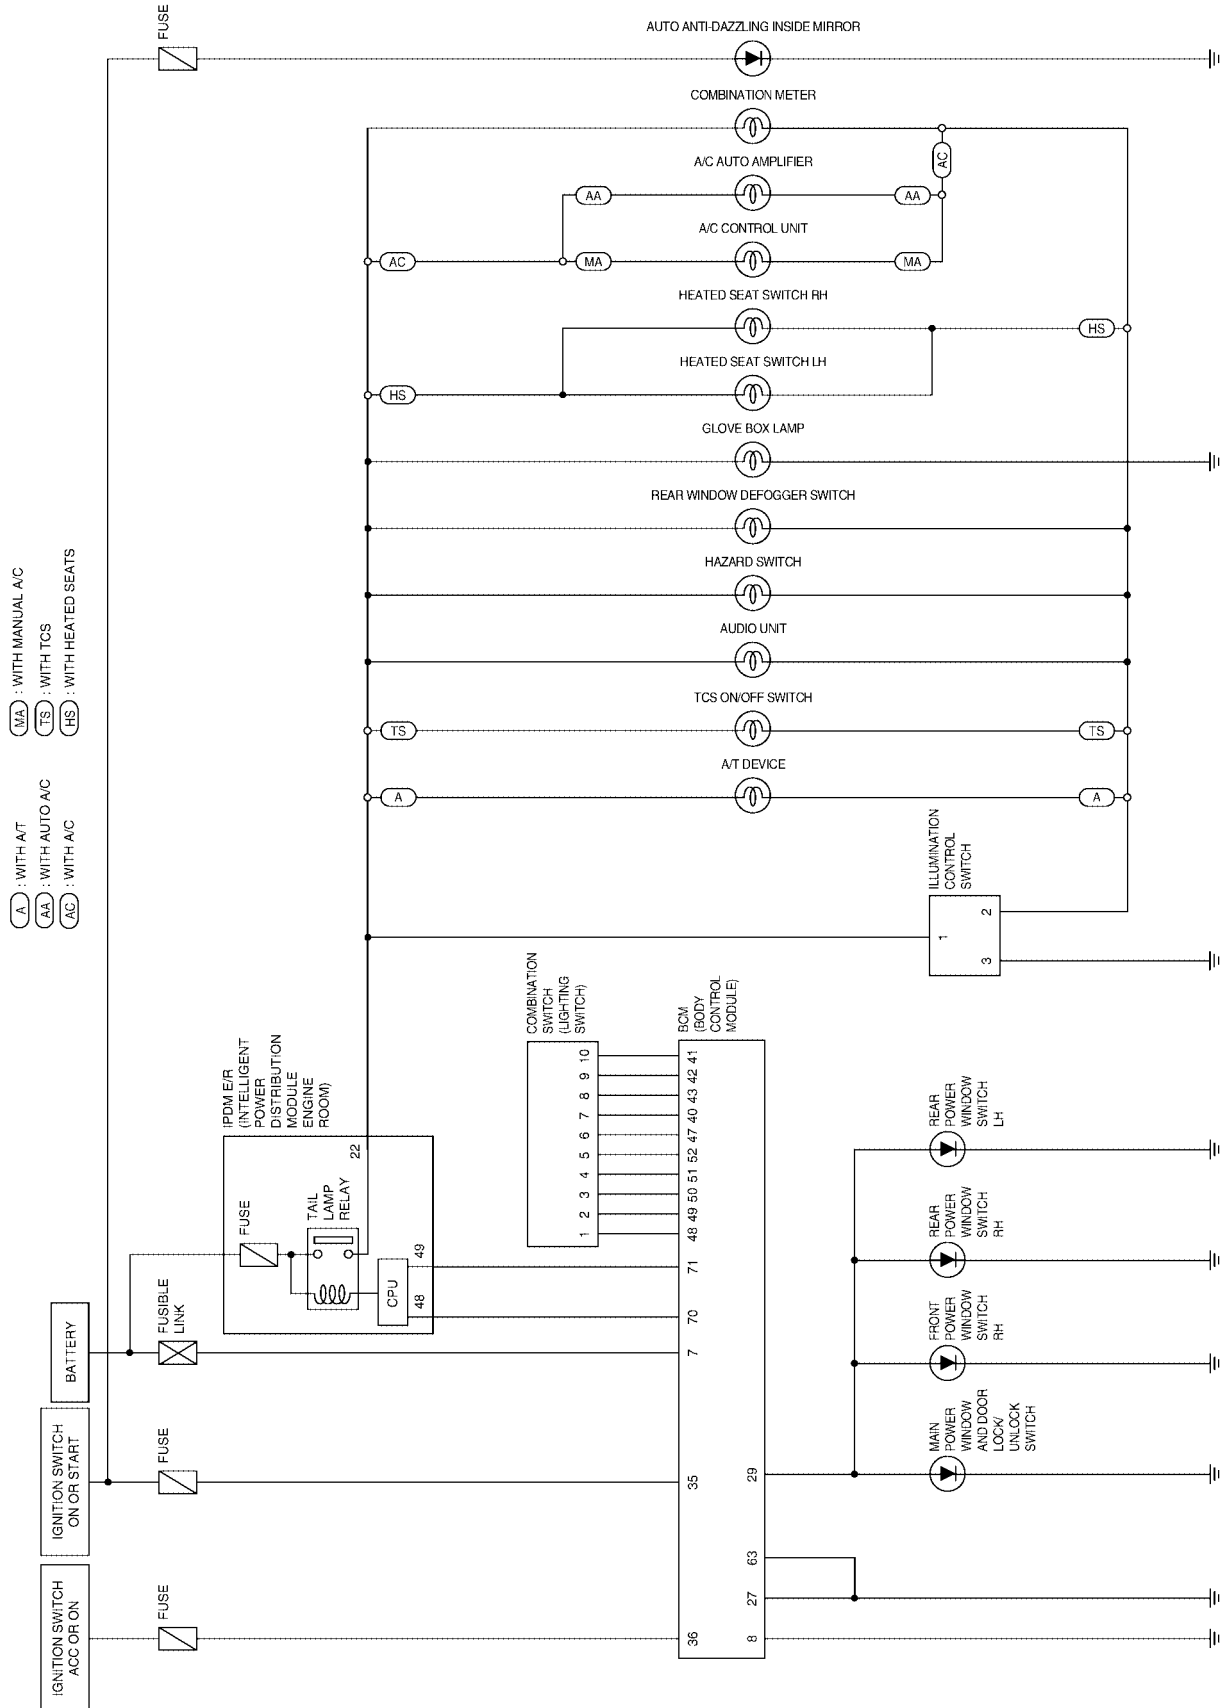 FUSE
AUTO ANTI-DAZZLING INSIDE MIRROR
COMBINATION METER
AC
A/C AUTO AMPLIFIER
AA
AA
A/C CONTROL UNIT
AC
MA
MA
HEATED SEAT SWITCH RH
HS
HEATED SEAT SWITCH LH
HS
GLOVE BOX LAMP
REAR WINDOW DEFOGGER SWITCH
HAZARD SWITCH
AUDIO UNIT
TCS ON/OFF SWITCH
TS
TS
A/T DEVICE
A
A
A : WITH A/T
AA : WITH AUTO A/C
AC : WITH A/C
MA : WITH MANUAL A/C
TS : WITH TCS
HS : WITH HEATED SEATS
ILLUMINATION
CONTROL
SWITCH
1
2
3
COMBINATION
SWITCH
(LIGHTING
SWITCH)
1 2 3 4 5 6 7 8 9 10
BCM
(BODY
CONTROL
MODULE)
48 49 50 51 52 47 40 43 42 41
IPDM E/R
(INTELLIGENT
POWER
DISTRIBUTION
MODULE
ENGINE
ROOM)
22
FUSE
TAIL
LAMP
RELAY
CPU
48
49
70
71
BATTERY
FUSIBLE
LINK
7
IGNITION SWITCH
ON OR START
FUSE
35
IGNITION SWITCH
ACC OR ON
FUSE
36
8
27
63
29
MAIN
POWER
WINDOW
AND DOOR
LOCK/
UNLOCK
SWITCH
FRONT
POWER
WINDOW
SWITCH
RH
REAR
POWER
WINDOW
SWITCH
RH
REAR
POWER
WINDOW
SWITCH
LH